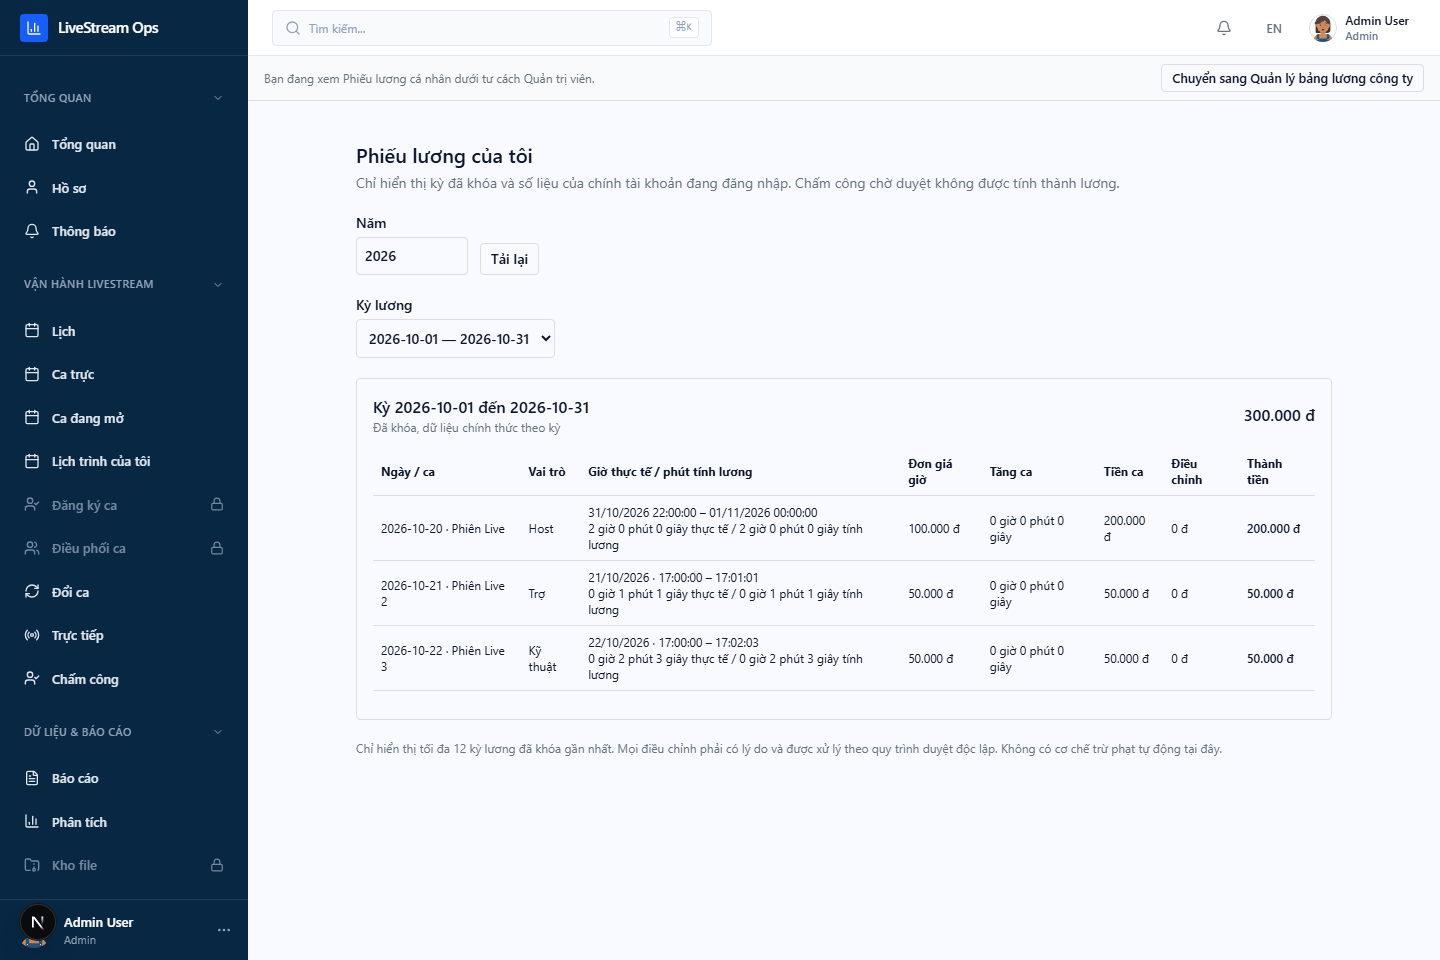 LiveStream Ops
Tìm kiếm...
⌘K
EN
Admin User
Admin
Bạn đang xem Phiếu lương cá nhân dưới tư cách Quản trị viên.
Chuyển sang Quản lý bảng lương công ty
TỔNG QUAN
Tổng quan
Hồ sơ
Thông báo
VẬN HÀNH LIVESTREAM
Lịch
Ca trực
Ca đang mở
Lịch trình của tôi
Đăng ký ca
Điều phối ca
Đổi ca
Trực tiếp
Chấm công
DỮ LIỆU & BÁO CÁO
Báo cáo
Phân tích
Kho file
N
Admin User
Admin
Phiếu lương của tôi
Chỉ hiển thị kỳ đã khóa và số liệu của chính tài khoản đang đăng nhập. Chấm công chờ duyệt không được tính thành lương.
Năm
2026
Tải lại
Kỳ lương
2026-10-01 — 2026-10-31
Kỳ 2026-10-01 đến 2026-10-31
300.000 đ
Đã khóa, dữ liệu chính thức theo kỳ
Ngày / ca
Vai trò
Giờ thực tế / phút tính lương
Đơn giá
giờ
Tăng ca
Tiền ca
Điều
chỉnh
Thành
tiền
2026-10-20 · Phiên Live
Host
31/10/2026 22:00:00 – 01/11/2026 00:00:00
2 giờ 0 phút 0 giây thực tế / 2 giờ 0 phút 0 giây tính
lương
100.000 đ
0 giờ 0 phút 0
giây
200.000
đ
0 đ
200.000 đ
2026-10-21 · Phiên Live
2
Trợ
21/10/2026 · 17:00:00 – 17:01:01
0 giờ 1 phút 1 giây thực tế / 0 giờ 1 phút 1 giây tính
lương
50.000 đ
0 giờ 0 phút 0
giây
50.000 đ
0 đ
50.000 đ
2026-10-22 · Phiên Live
3
Kỹ
thuật
22/10/2026 · 17:00:00 – 17:02:03
0 giờ 2 phút 3 giây thực tế / 0 giờ 2 phút 3 giây tính
lương
50.000 đ
0 giờ 0 phút 0
giây
50.000 đ
0 đ
50.000 đ
Chỉ hiển thị tối đa 12 kỳ lương đã khóa gần nhất. Mọi điều chỉnh phải có lý do và được xử lý theo quy trình duyệt độc lập. Không có cơ chế trừ phạt tự động tại đây.